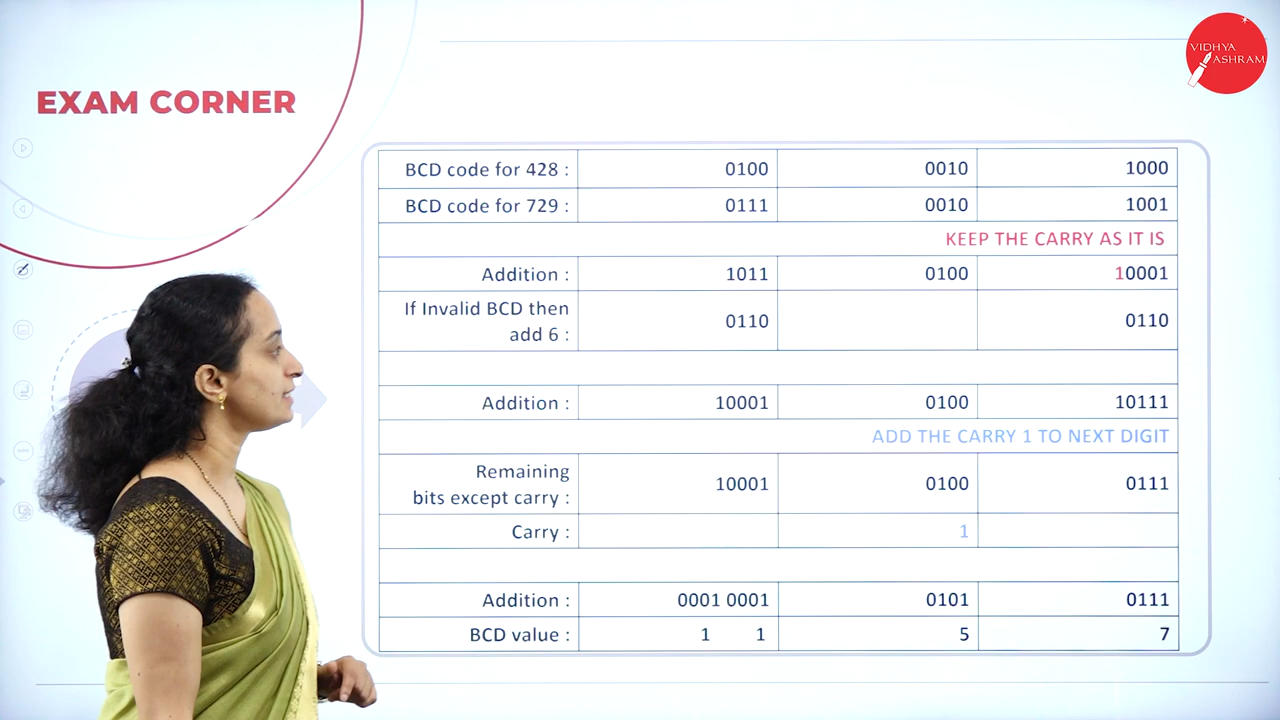 VIDHYA
ASHRAM
EXAM CORNER
BCD code for 428 : 0100 0010 1000
BCD code for 729 : 0111 0010 1001
KEEP THE CARRY AS IT IS
Addition : 1011 0100 10001
If Invalid BCD then
add 6 : 0110 0110
Addition : 10001 0100 10111
ADD THE CARRY 1 TO NEXT DIGIT
Remaining
bits except carry : 10001 0100 0111
Carry : 1
Addition : 0001 0001 0101 0111
BCD value : 1 1 5 7